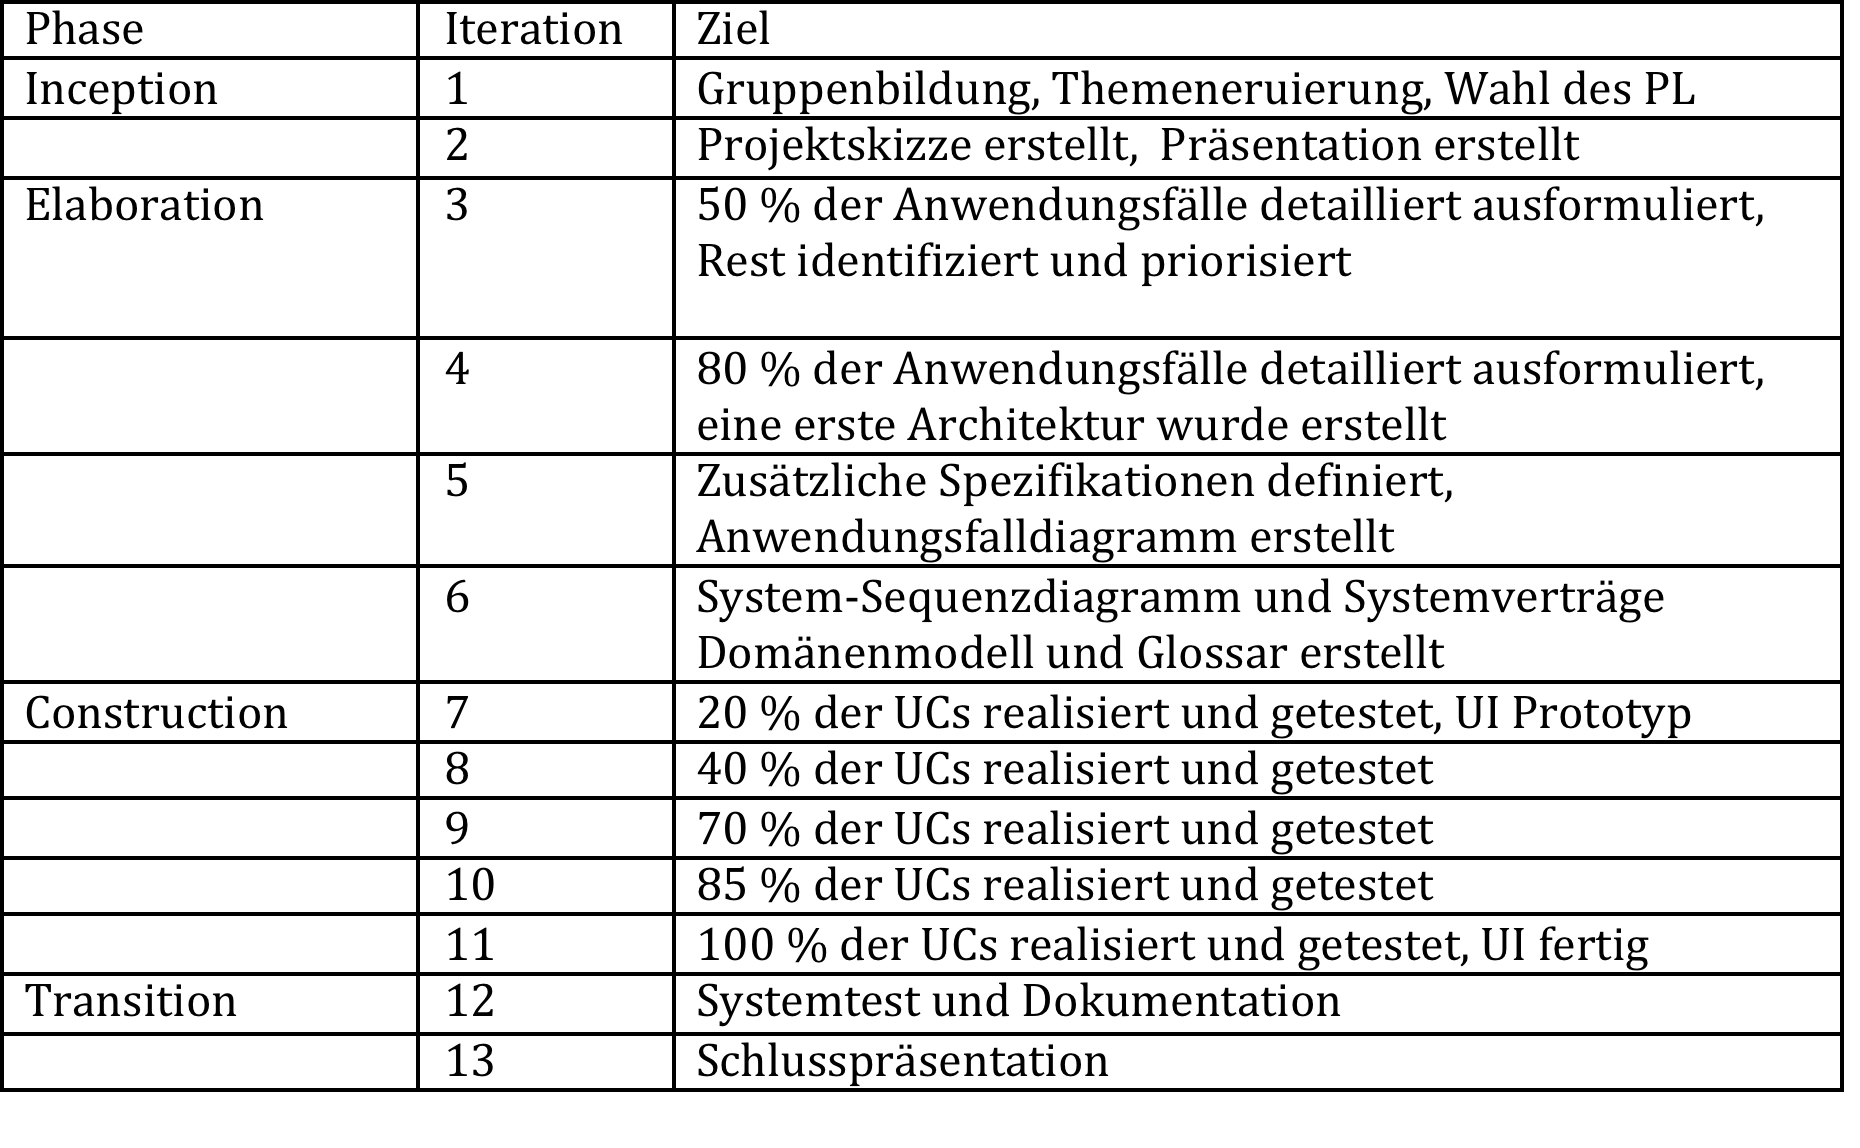 Phase Iteration Ziel
Inception 1 Gruppenbildung, Themeneruierung, Wahl des PL
2 Projektskizze erstellt,  Präsentation erstellt
Elaboration 3 50 % der Anwendungsfälle detailliert ausformuliert,
Rest identifiziert und priorisiert
4 80 % der Anwendungsfälle detailliert ausformuliert,
eine erste Architektur wurde erstellt
5 Zusätzliche Spezifikationen definiert,
Anwendungsfalldiagramm erstellt
6 System-Sequenzdiagramm und Systemverträge
Domänenmodell und Glossar erstellt
Construction 7 20 % der UCs realisiert und getestet, UI Prototyp
8 40 % der UCs realisiert und getestet
9 70 % der UCs realisiert und getestet
10 85 % der UCs realisiert und getestet
11 100 % der UCs realisiert und getestet, UI fertig
Transition 12 Systemtest und Dokumentation
13 Schlusspräsentation